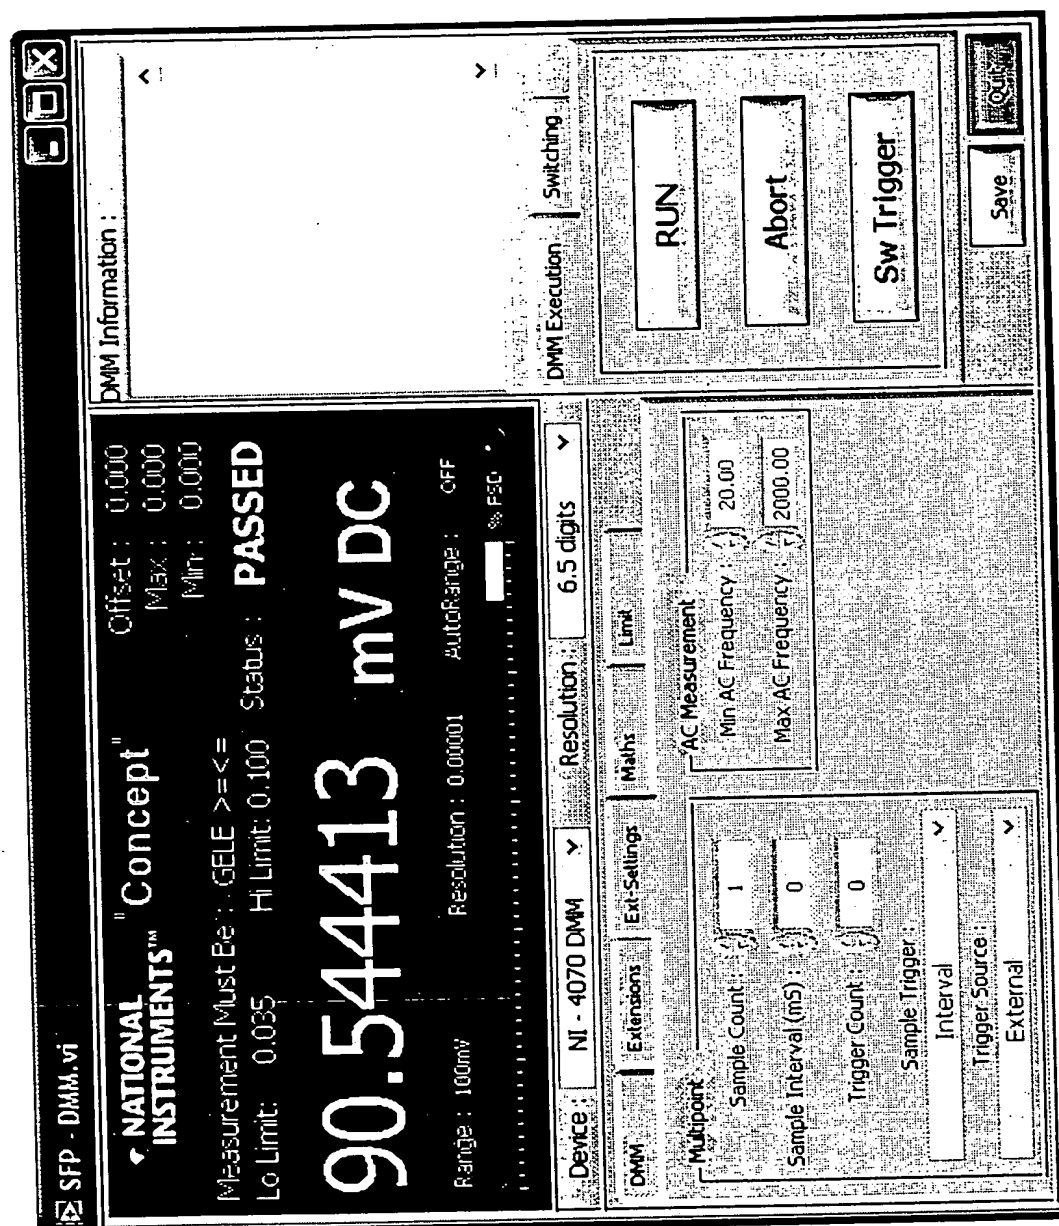 SFP - DMM.vi
NATIONAL
INSTRUMENTS™
"Concept"
Offset : 0.000
Max : 0.000
Min : 0.000
Measurement Must Be : GELE >=<=
Lo Limit: 0.035 Hi Limit: 0.100 Status : PASSED
90.544413 mV DC
Range : 100mV Resolution : 0.00001 AutoRange : OFF
% FSD
DMM Information :
Device : NI - 4070 DMM Resolution : 6.5 digits
DMM Extensions Ext-Settings Maths Limit
Multipoint
Sample Count : 1
Sample Interval (mS) : 0
Trigger Count : 0
Sample Trigger :
Interval
Trigger Source :
External
AC Measurement
Min AC Frequency : 20.00
Max AC Frequency : 2000.00
DMM Execution Switching
RUN
Abort
Sw Trigger
Save Quit